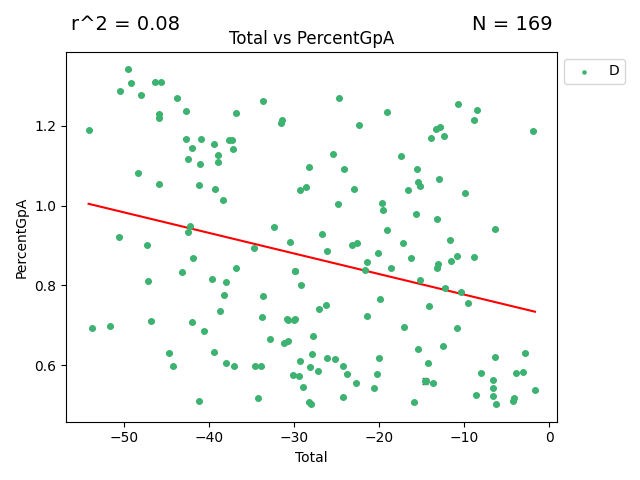 r^2 = 0.08
N = 169
Total vs PercentGpA
D
PercentGpA
1.2
1.0
0.8
0.6
−50
−40
−30
−20
−10
0
Total